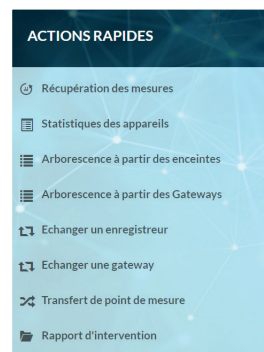 ACTIONS RAPIDES
Récupération des mesures
Statistiques des appareils
Arborescence à partir des enceintes
Arborescence à partir des Gateways
Echanger un enregistreur
Echanger une gateway
Transfert de point de mesure
Rapport d'intervention